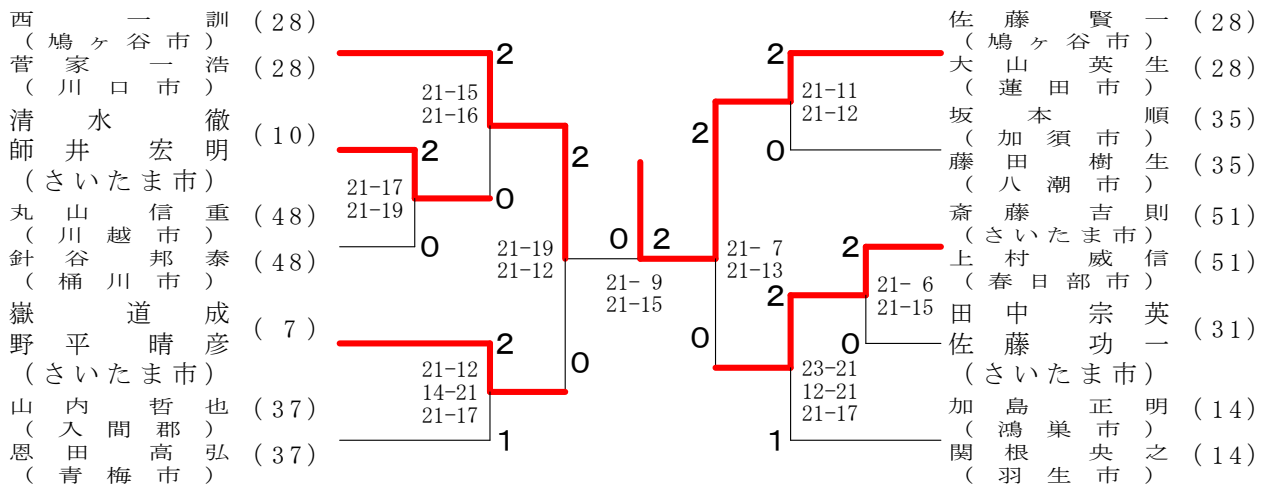 西 一 訓 (28)
(鳩ヶ谷市)
菅 家 一 浩 (28)
(川口市)
清 水 徹 (10)
師 井 宏 明
(さいたま市)
丸 山 信 重 (48)
(川越市)
針 谷 邦 泰 (48)
(桶川市)
嶽 道 成 (7)
野 平 晴 彦
(さいたま市)
山 内 哲 也 (37)
(入間郡)
恩 田 高 弘 (37)
(青梅市)
2
21-15
21-16
2
21-17
21-19
0
0
2
21-19
21-12
2
21-12
14-21
21-17
0
1
0
2
21- 9
21-15
2
21-11
21-12
2
0
21- 7
21-13
2
2
21- 6
21-15
0
0
23-21
12-21
21-17
1
佐 藤 賢 一 (28)
(鳩ヶ谷市)
大 山 英 生 (28)
(蓮田市)
坂 本 順 (35)
(加須市)
藤 田 樹 生 (35)
(八潮市)
斎 藤 吉 則 (51)
(さいたま市)
上 村 威 信 (51)
(春日部市)
田 中 宗 英 (31)
佐 藤 功 一
(さいたま市)
加 島 正 明 (14)
(鴻巣市)
関 根 央 之 (14)
(羽生市)